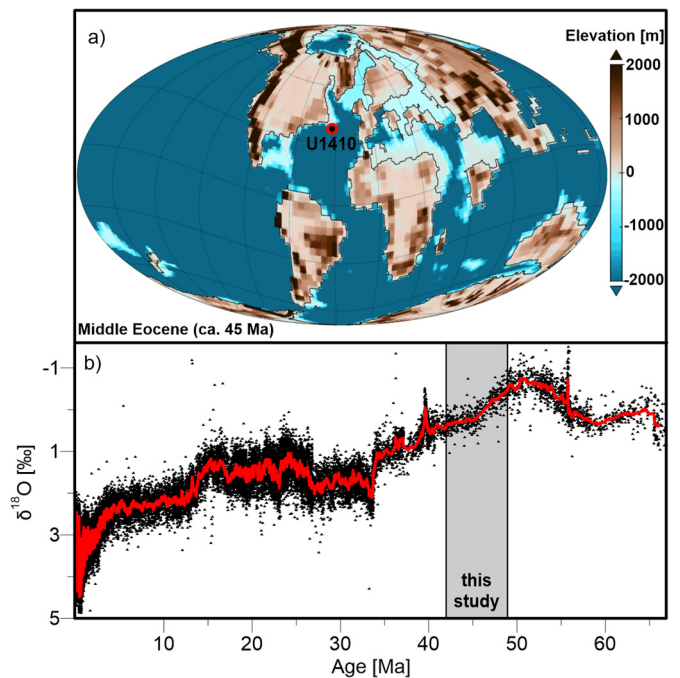 a)
Elevation [m]
2000
1000
0
-1000
-2000
U1410
Middle Eocene (ca. 45 Ma)
b)
-1
1
3
5
δ18O [‰]
this
study
10
20
30
40
50
60
Age [Ma]